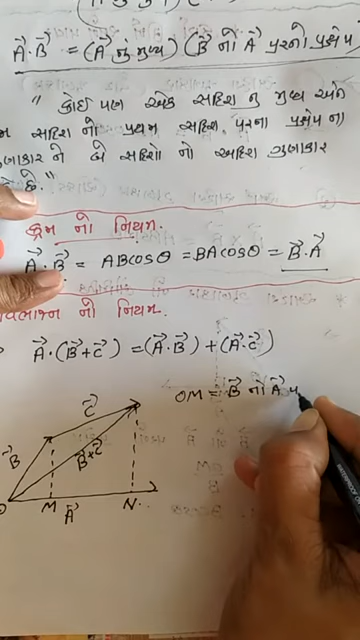 A⃗·B⃗ = (A⃗ નુ મુલ્ય) (B⃗ નો A⃗ પરનો પ્રક્ષેપ
" કોઈ પણ એક સદિશ નુ મુલ્ય અને
સદિશ નો પ્રથમ સદિશ પરના પ્રક્ષેપ ના
ગુણાકાર ને બે સદિશો નો અદિશ ગુણાકાર
છે."
ક્રમ નો નિયમ.
A⃗·B⃗ = ABcosθ = BAcosθ = B⃗·A⃗
નો નિયમ.
A⃗·(B⃗+C⃗) = (A⃗·B⃗) + (A⃗·C⃗)
OM = B⃗ નો A⃗ પ
C⃗
B⃗
B⃗+C⃗
O M N
A⃗